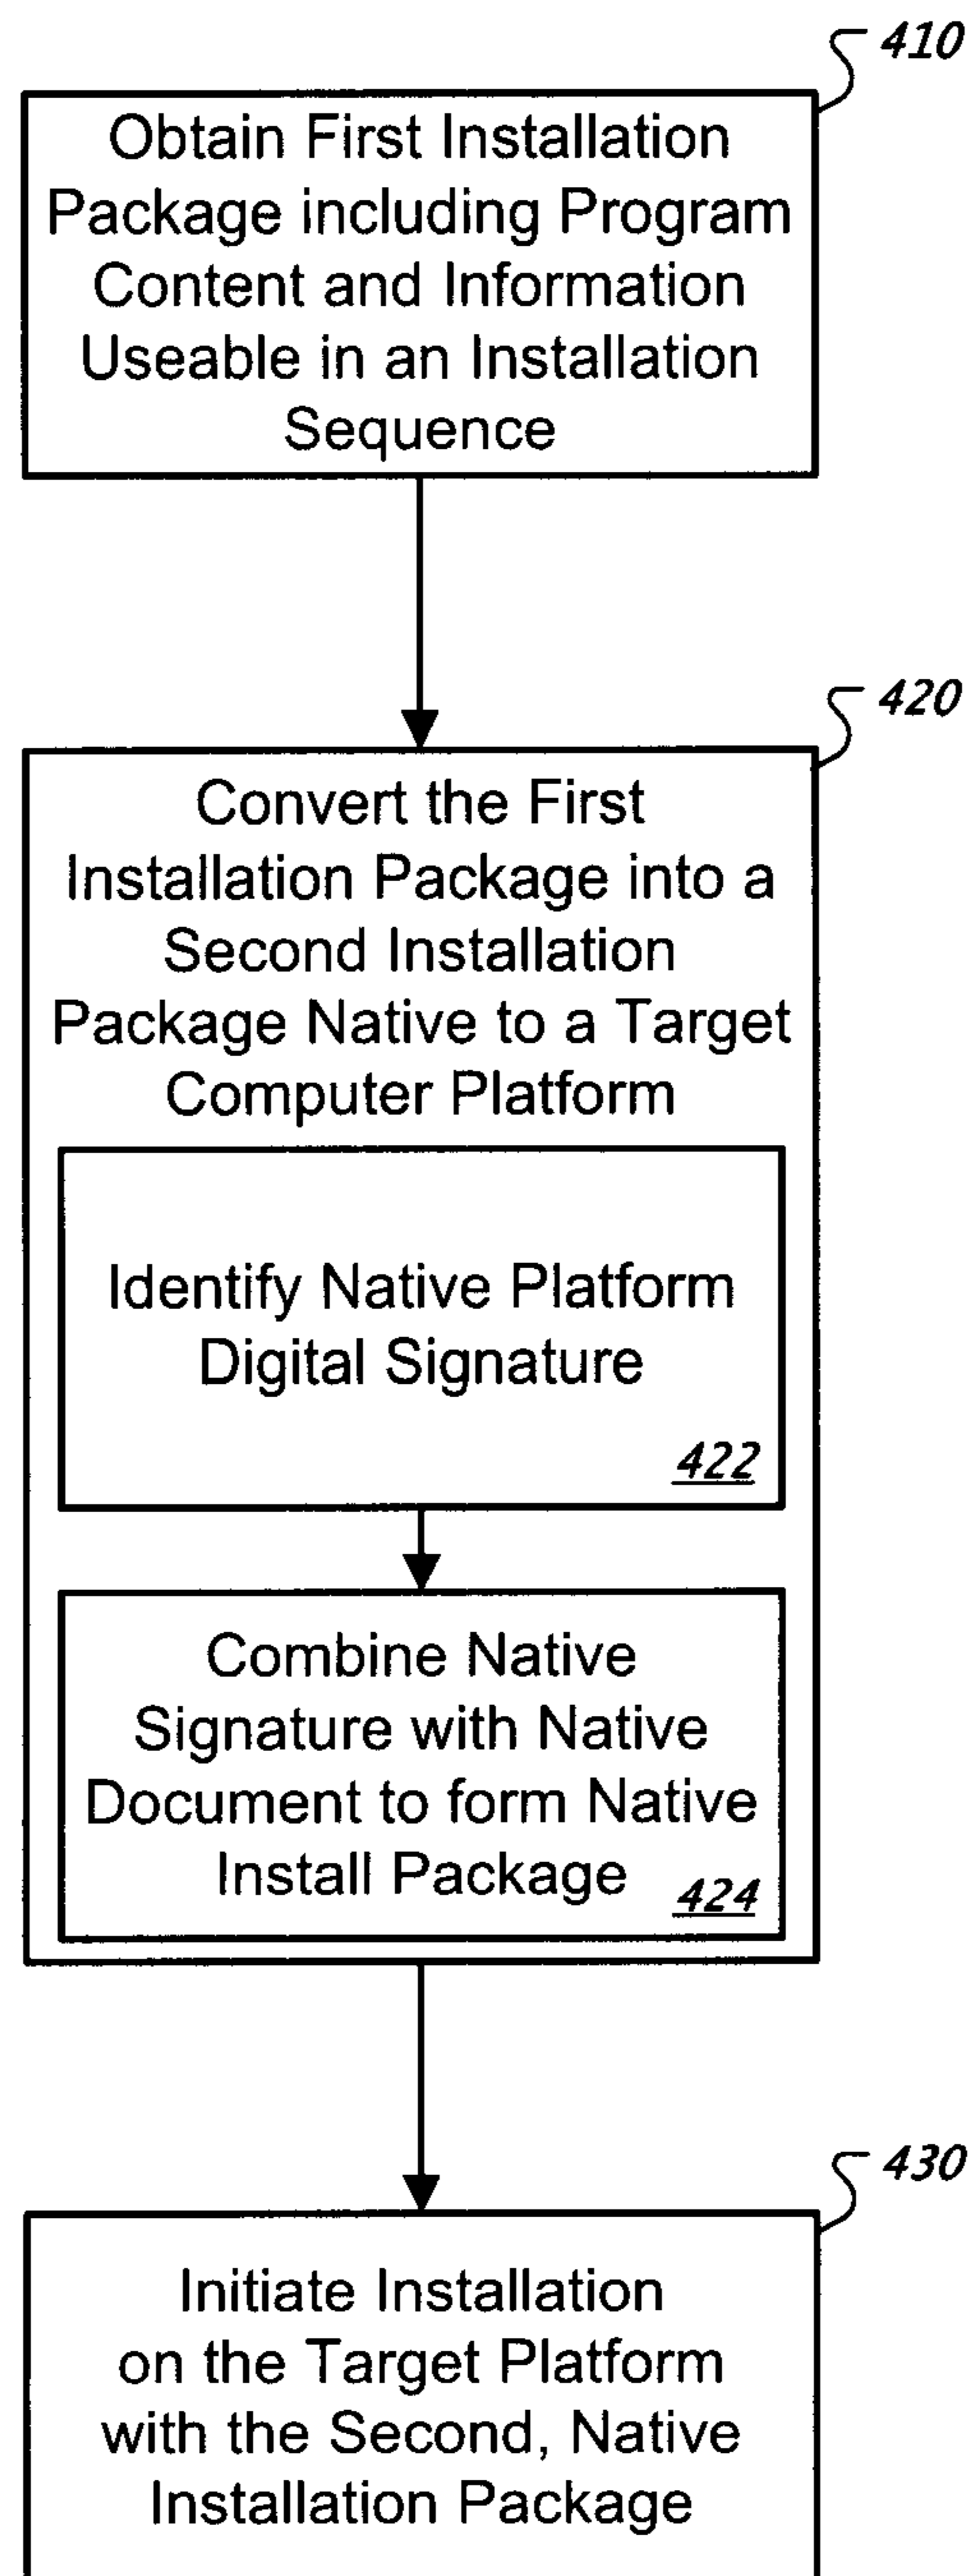 410
Obtain First Installation
Package including Program
Content and Information
Useable in an Installation
Sequence
420
Convert the First
Installation Package into a
Second Installation
Package Native to a Target
Computer Platform
Identify Native Platform
Digital Signature
422
Combine Native
Signature with Native
Document to form Native
Install Package
424
430
Initiate Installation
on the Target Platform
with the Second, Native
Installation Package